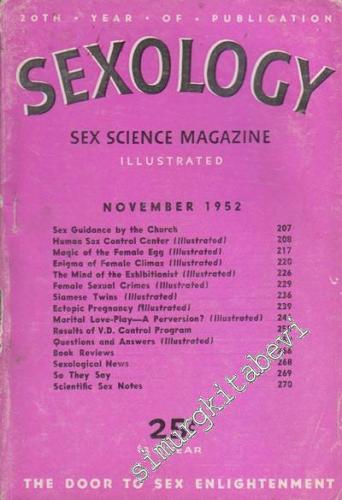 20TH • YEAR • OF • PUBLICATION
SEXOLOGY
SEX SCIENCE MAGAZINE
ILLUSTRATED
NOVEMBER 1952
Sex Guidance by the Church 207
Human Sex Control Center (Illustrated) 208
Magic of the Female Egg (Illustrated) 217
Enigma of Female Climax (Illustrated) 220
The Mind of the Exhibitionist 226
Female Sexual Crimes (Illustrated) 229
Siamese Twins (Illustrated) 236
Ectopic Pregnancy (Illustrated) 239
Marital Love-Play—A Perversion? (Illustrated)
Results of V.D. Control Program
Questions and Answers (Illustrated)
Book Reviews
Sexological News 268
So They Say 269
Scientific Sex Notes 270
25¢
YEAR
THE DOOR TO SEX ENLIGHTENMENT
simurgkitabevi